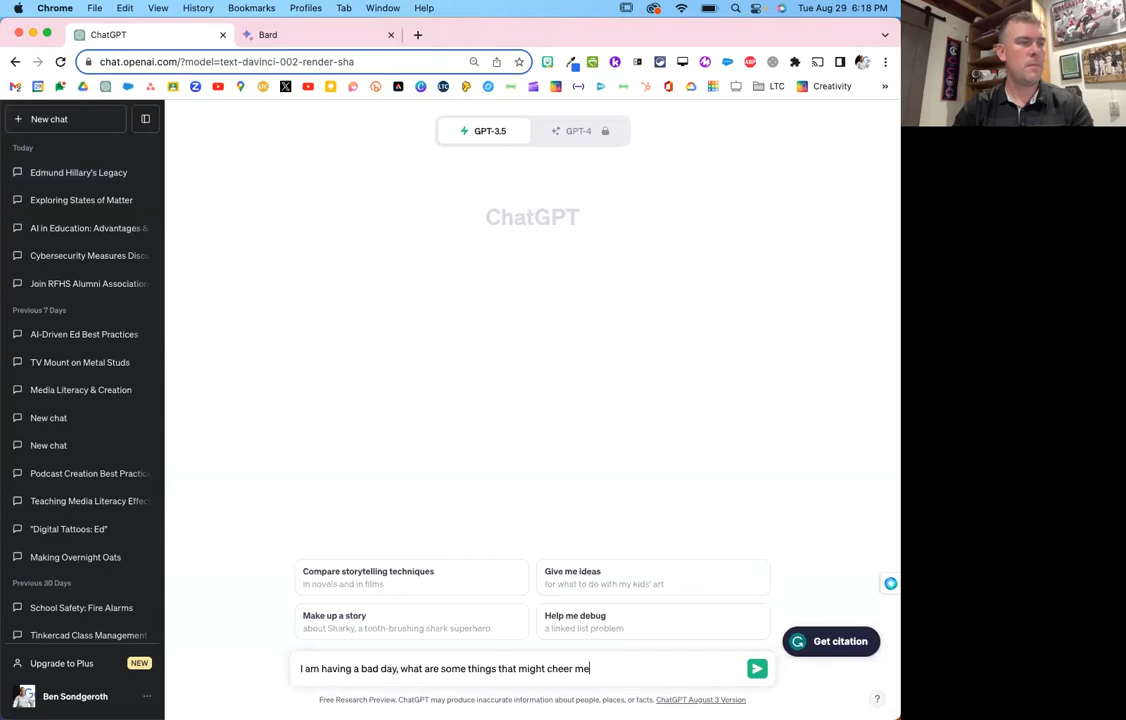 Chrome File Edit View History Bookmarks Profiles Tab Window Help Tue Aug 29 6:18 PM
ChatGPT Bard
chat.openai.com/?model=text-davinci-002-render-sha
LTC Creativity »
New chat
Today
Edmund Hillary's Legacy
Exploring States of Matter
AI in Education: Advantages &
Cybersecurity Measures Discu
Join RFHS Alumni Association
Previous 7 Days
AI-Driven Ed Best Practices
TV Mount on Metal Studs
Media Literacy & Creation
New chat
New chat
Podcast Creation Best Practice
Teaching Media Literacy Effec
"Digital Tattoos: Ed"
Making Overnight Oats
Previous 30 Days
School Safety: Fire Alarms
Tinkercad Class Management
Upgrade to Plus NEW
Ben Sondgeroth
GPT-3.5 GPT-4
ChatGPT
Compare storytelling techniques
in novels and in films
Give me ideas
for what to do with my kids' art
Make up a story
about Sharky, a tooth-brushing shark superhero
Help me debug
a linked list problem
Get citation
I am having a bad day, what are some things that might cheer me
Free Research Preview. ChatGPT may produce inaccurate information about people, places, or facts. ChatGPT August 3 Version
?